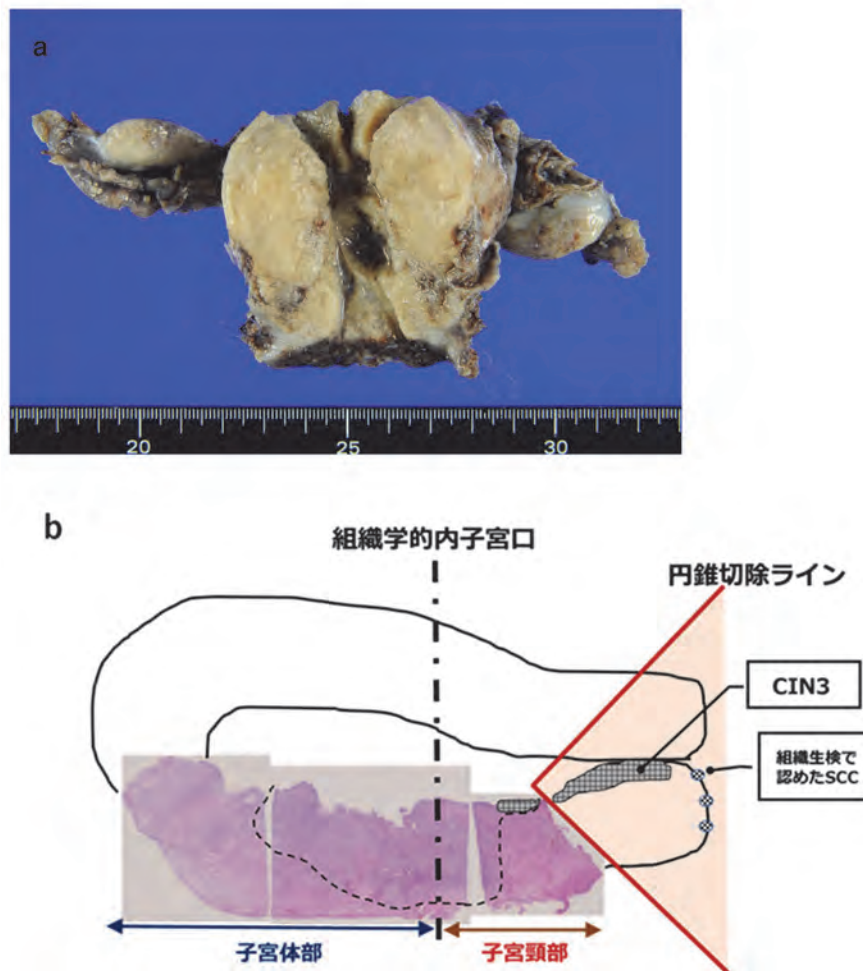 a
20 25 30
b
組織学的内子宮口
円錐切除ライン
CIN3
組織生検で
認めたSCC
子宮体部
子宮頸部